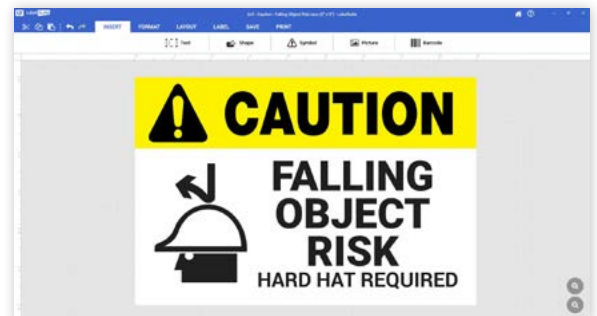 INSERT FORMAT LAYOUT LABEL SAVE PRINT
Text Shape Symbol Picture Barcode
CAUTION
FALLING
OBJECT
RISK
HARD HAT REQUIRED